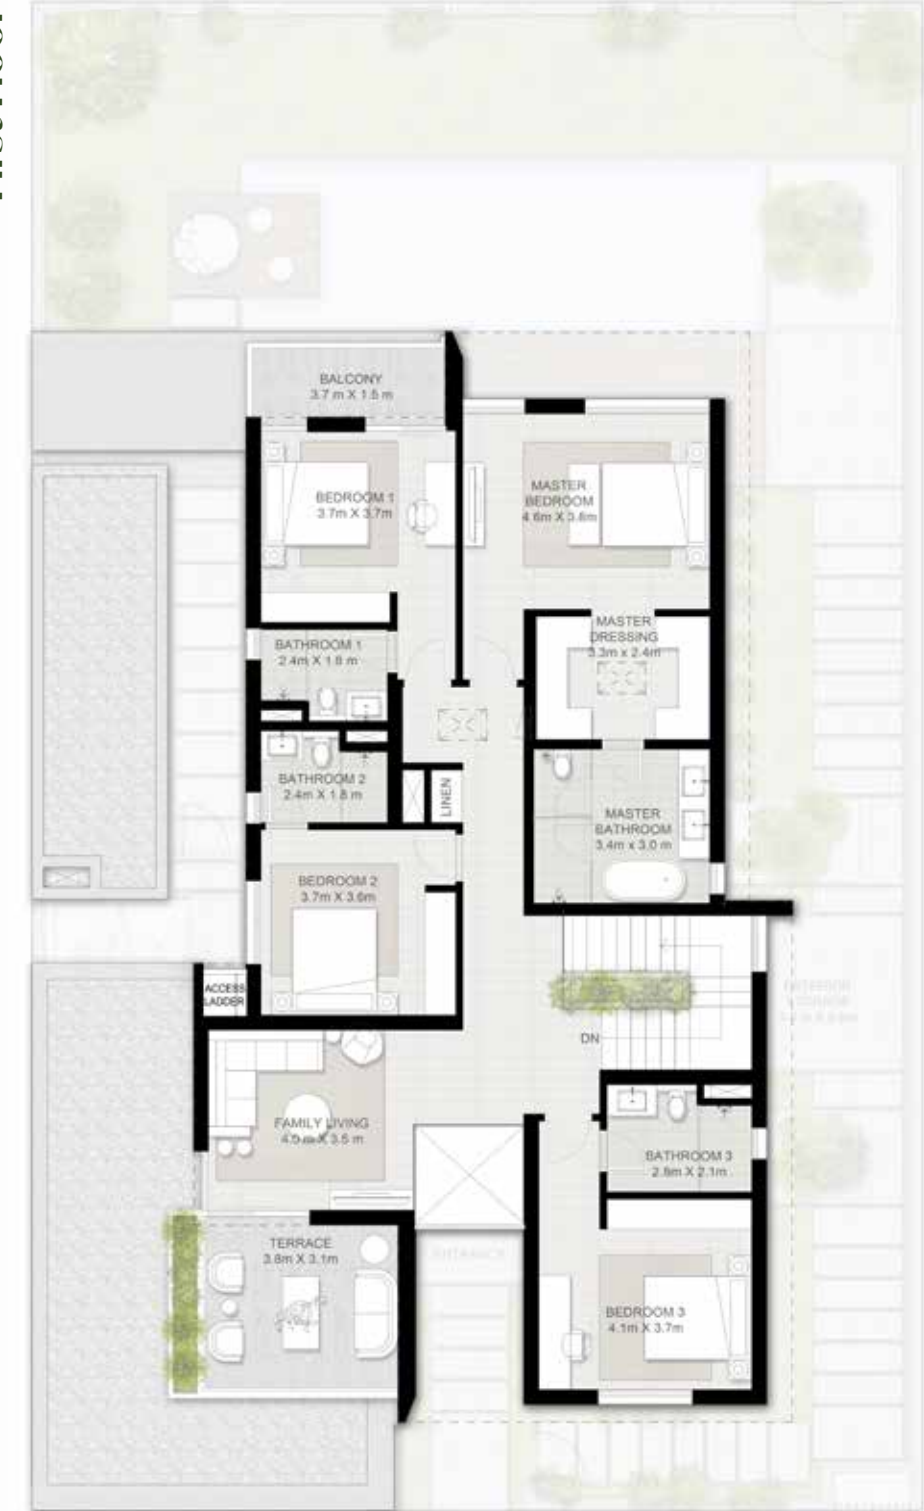 BALCONY
3.7 m X 1.5 m
BEDROOM 1
3.7m X 3.7m
MASTER
BEDROOM
4.6m X 3.8m
MASTER
DRESSING
3.3m x 2.4m
BATHROOM 1
2.4m X 1.8 m
BATHROOM 2
2.4m X 1.8 m
LINEN
MASTER
BATHROOM
3.4m x 3.0 m
BEDROOM 2
3.7m X 3.6m
ACCESS
LADDER
DN
FAMILY LIVING
X 3.5 m
BATHROOM 3
2.8m X 2.1m
TERRACE
3.8m X 3.1m
ENTRANCE
BEDROOM 3
4.1m X 3.7m